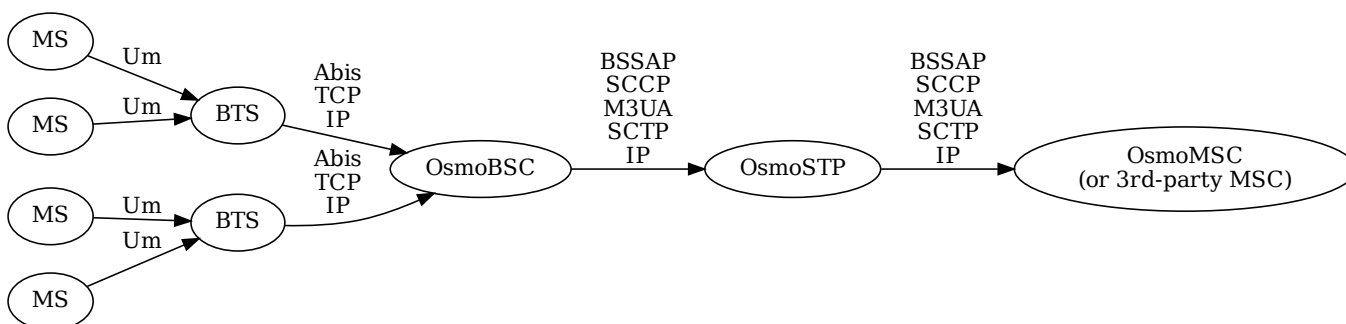 MS
Um
MS
Um
MS
Um
MS
Um
BTS
BTS
Abis
TCP
IP
Abis
TCP
IP
OsmoBSC
BSSAP
SCCP
M3UA
SCTP
IP
OsmoSTP
BSSAP
SCCP
M3UA
SCTP
IP
OsmoMSC
(or 3rd-party MSC)